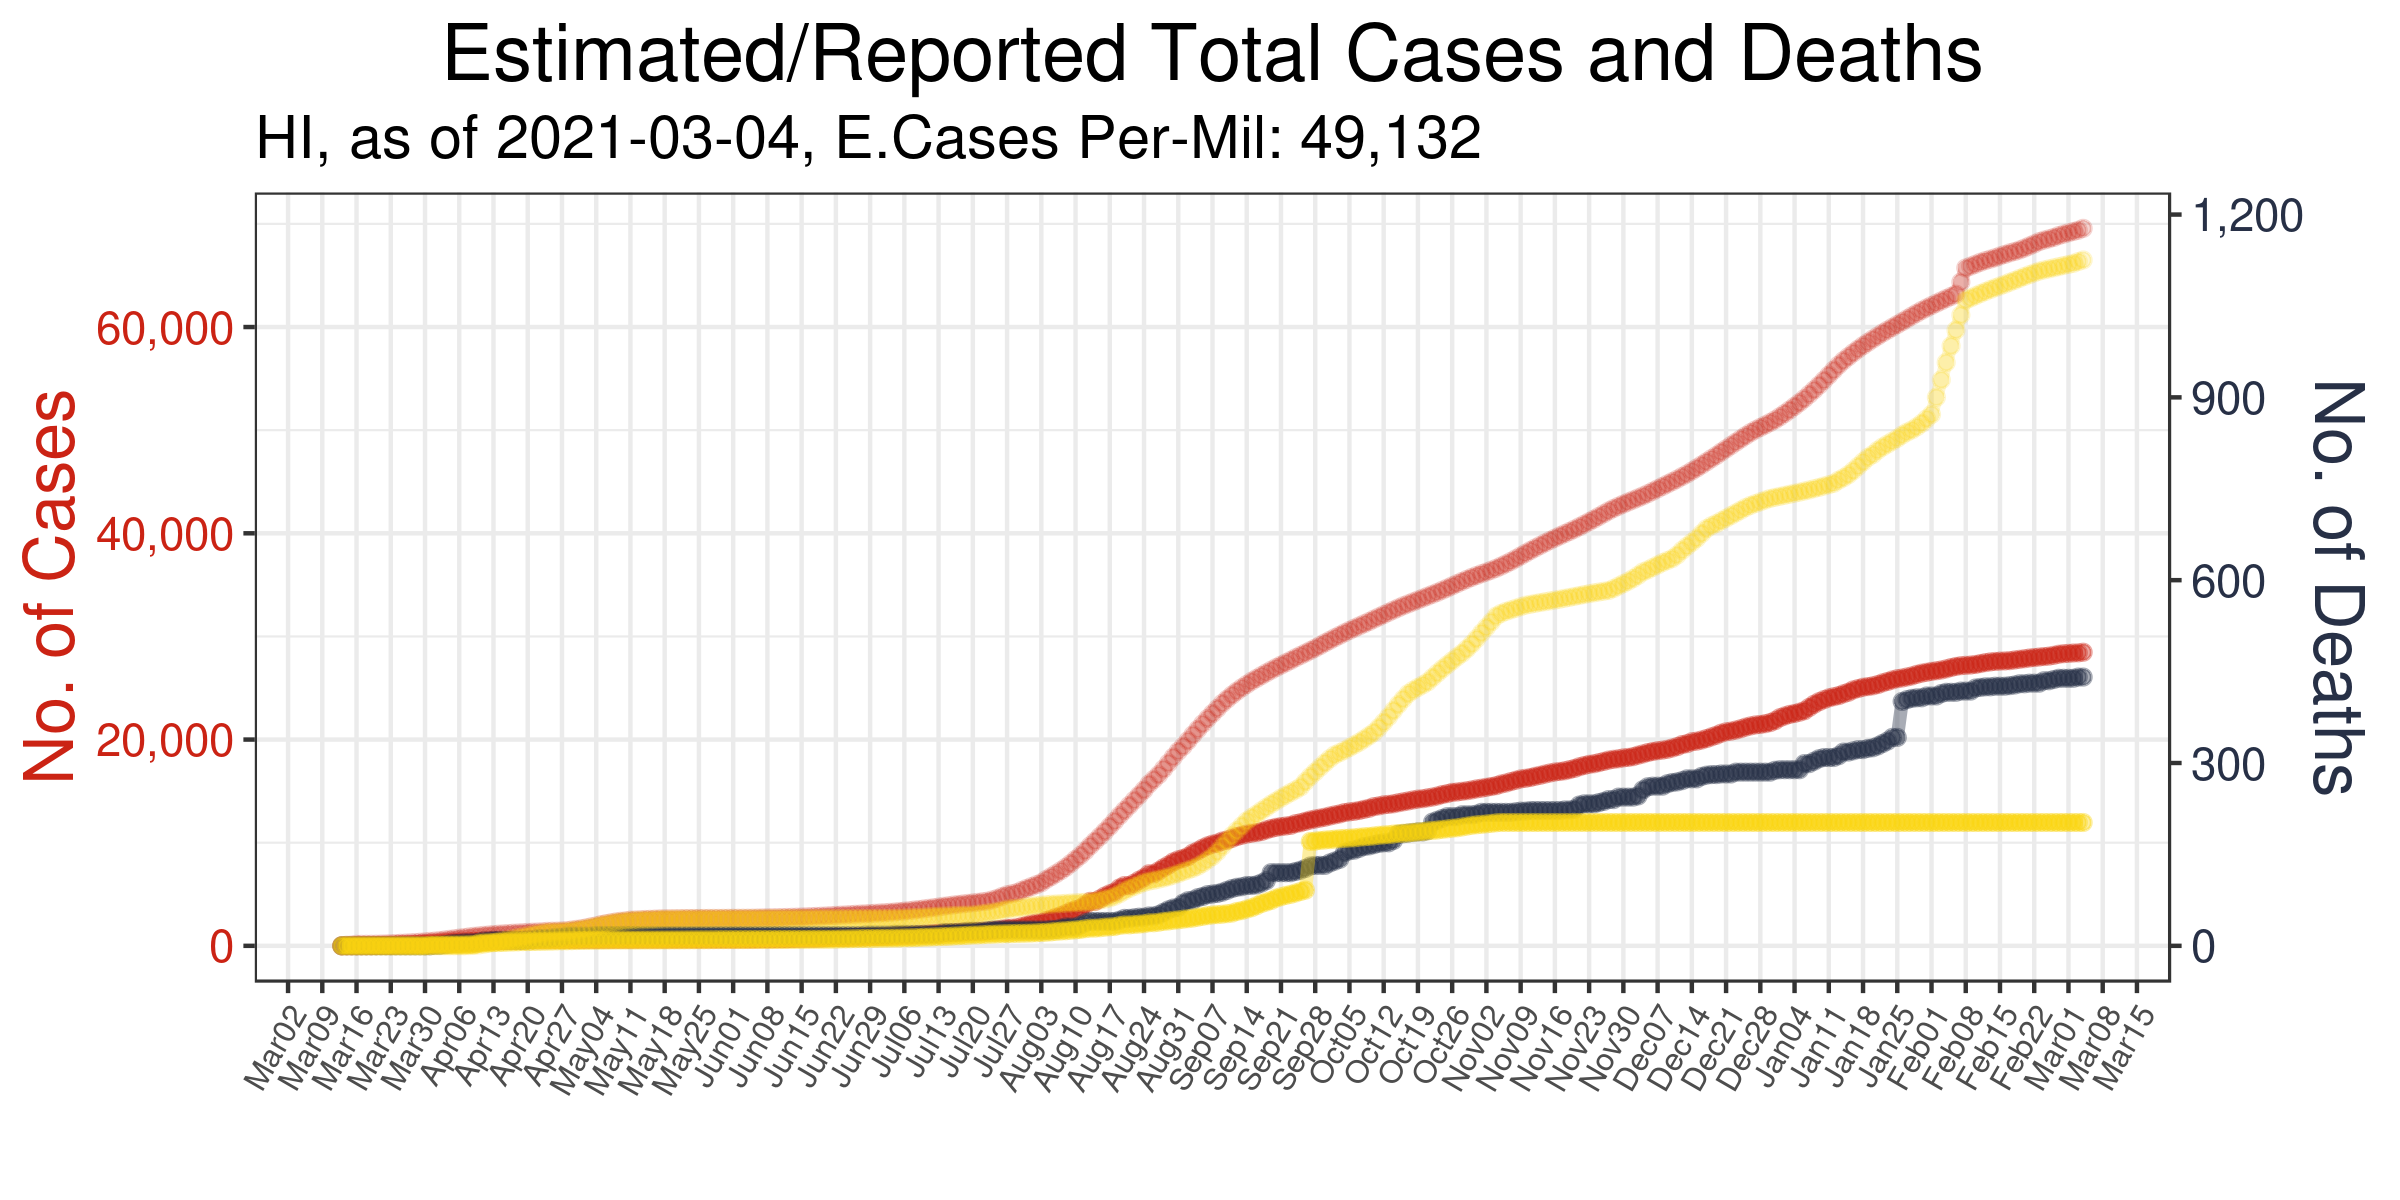 Estimated/Reported Total Cases and Deaths
HI, as of 2021-03-04, E.Cases Per-Mil: 49,132
No. of Cases
60,000
40,000
20,000
0
1,200
900
600
300
0
No. of Deaths
Mar02
Mar09
Mar16
Mar23
Mar30
Apr06
Apr13
Apr20
Apr27
May04
May11
May18
May25
Jun01
Jun08
Jun15
Jun22
Jun29
Jul06
Jul13
Jul20
Jul27
Aug03
Aug10
Aug17
Aug24
Aug31
Sep07
Sep14
Sep21
Sep28
Oct05
Oct12
Oct19
Oct26
Nov02
Nov09
Nov16
Nov23
Nov30
Dec07
Dec14
Dec21
Dec28
Jan04
Jan11
Jan18
Jan25
Feb01
Feb08
Feb15
Feb22
Mar01
Mar08
Mar15